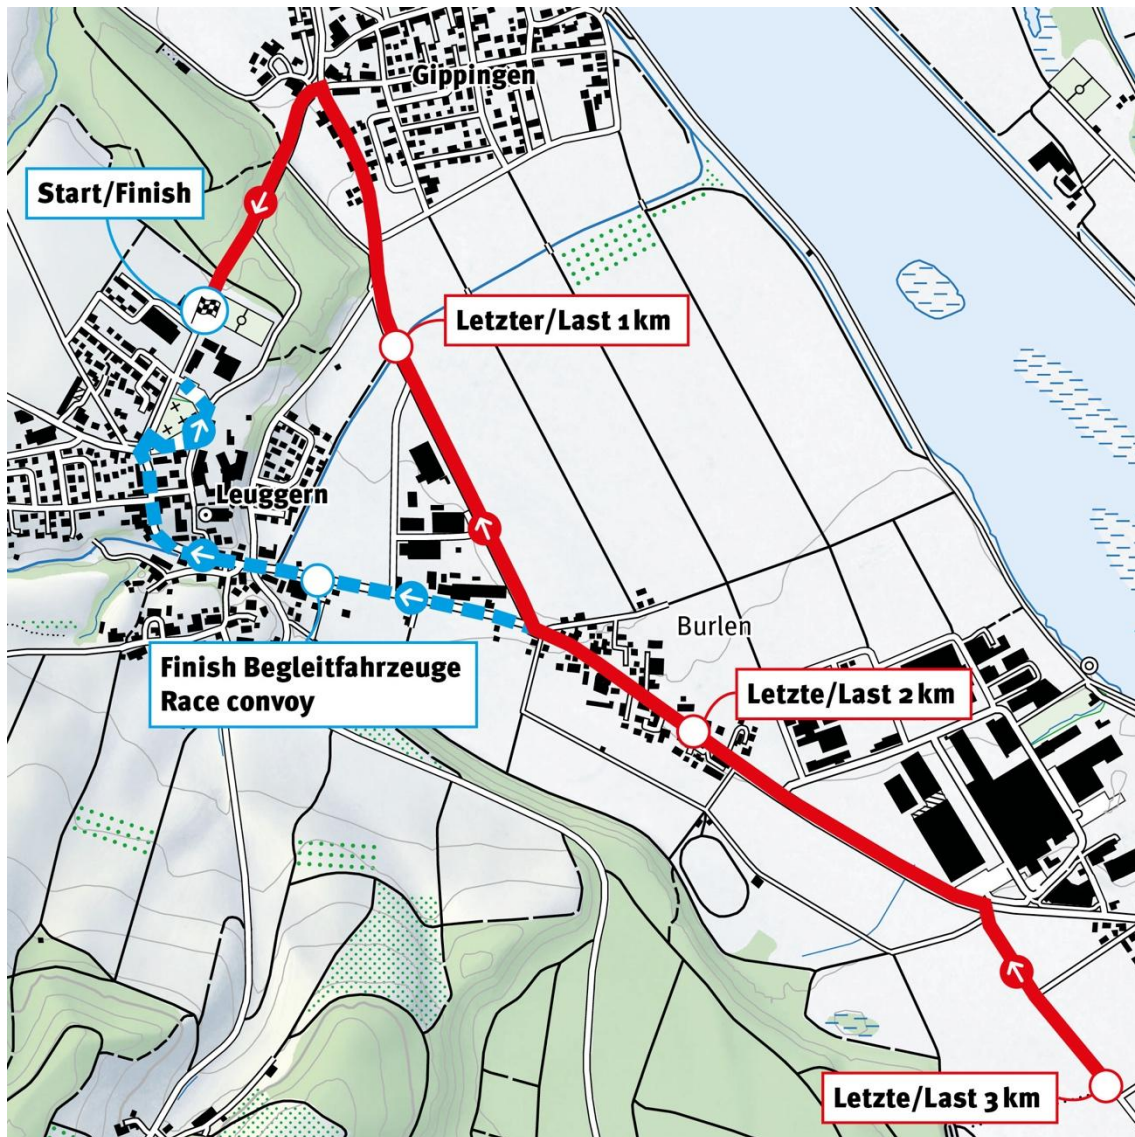 Gippingen
Start/Finish
Letzter/Last 1 km
Leuggern
Burlen
Finish Begleitfahrzeuge
Race convoy
Letzte/Last 2 km
Letzte/Last 3 km